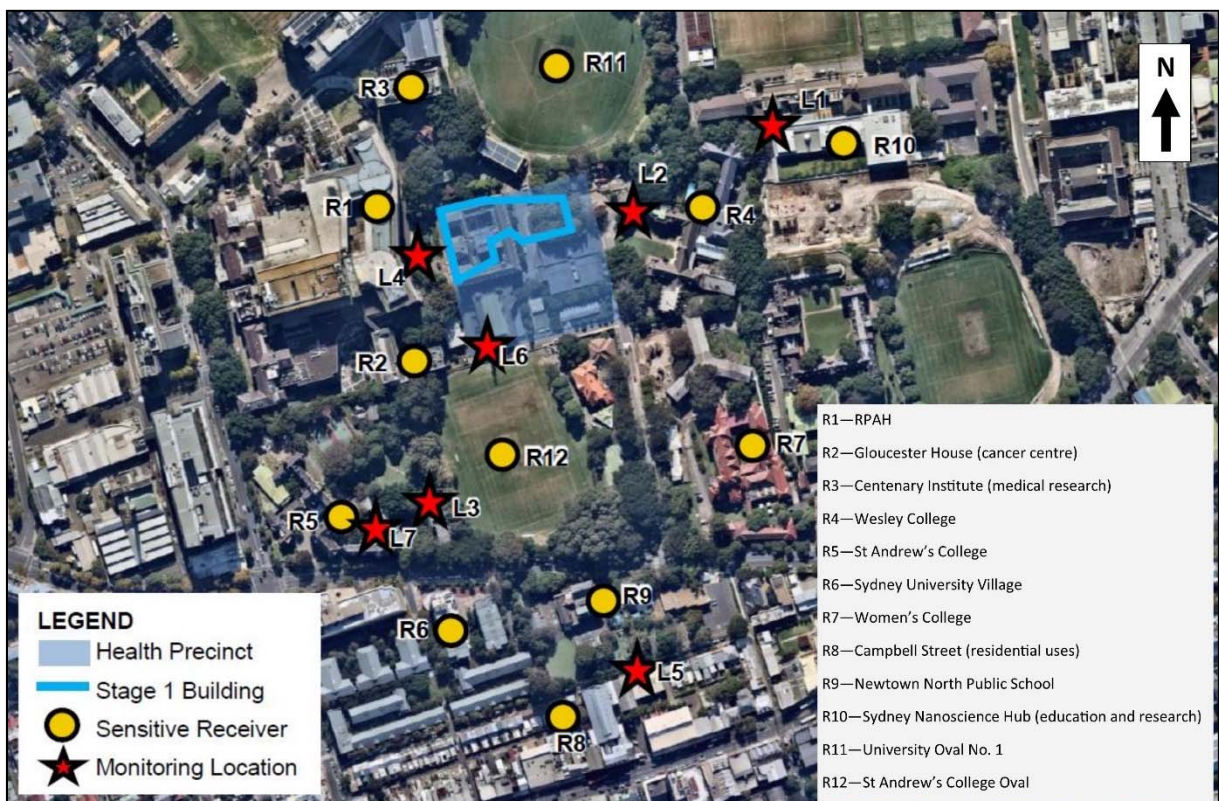 R11
R3
L1
R10
N
L2
R1
R4
L4
L6
R2
R7
R12
L3
R5
L7
R9
R6
L5
R8
LEGEND
Health Precinct
Stage 1 Building
Sensitive Receiver
Monitoring Location
R1—RPAH
R2—Gloucester House (cancer centre)
R3—Centenary Institute (medical research)
R4—Wesley College
R5—St Andrew’s College
R6—Sydney University Village
R7—Women’s College
R8—Campbell Street (residential uses)
R9—Newtown North Public School
R10—Sydney Nanoscience Hub (education and research)
R11—University Oval No. 1
R12—St Andrew’s College Oval